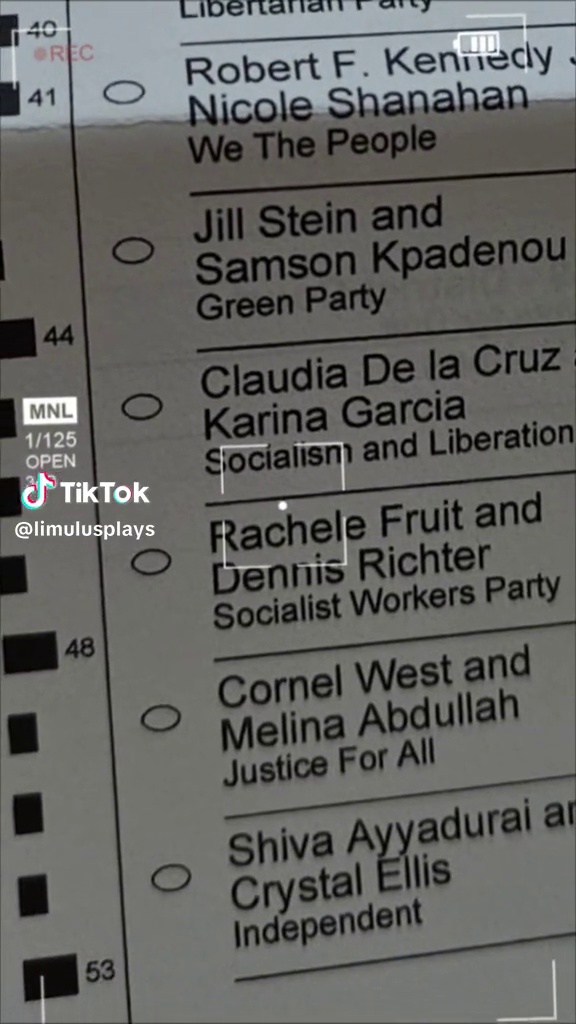 Libertarian Party
40
REC
Robert F. Kennedy
41
Nicole Shanahan
We The People
Jill Stein and
Samson Kpadenou
Green Party
44
Claudia De la Cruz
MNL
Karina Garcia
1/125
Socialism and Liberation
OPEN
TikTok
@limulusplays
Rachele Fruit and
Dennis Richter
Socialist Workers Party
48
Cornel West and
Melina Abdullah
Justice For All
Shiva Ayyadurai
Crystal Ellis
Independent
53